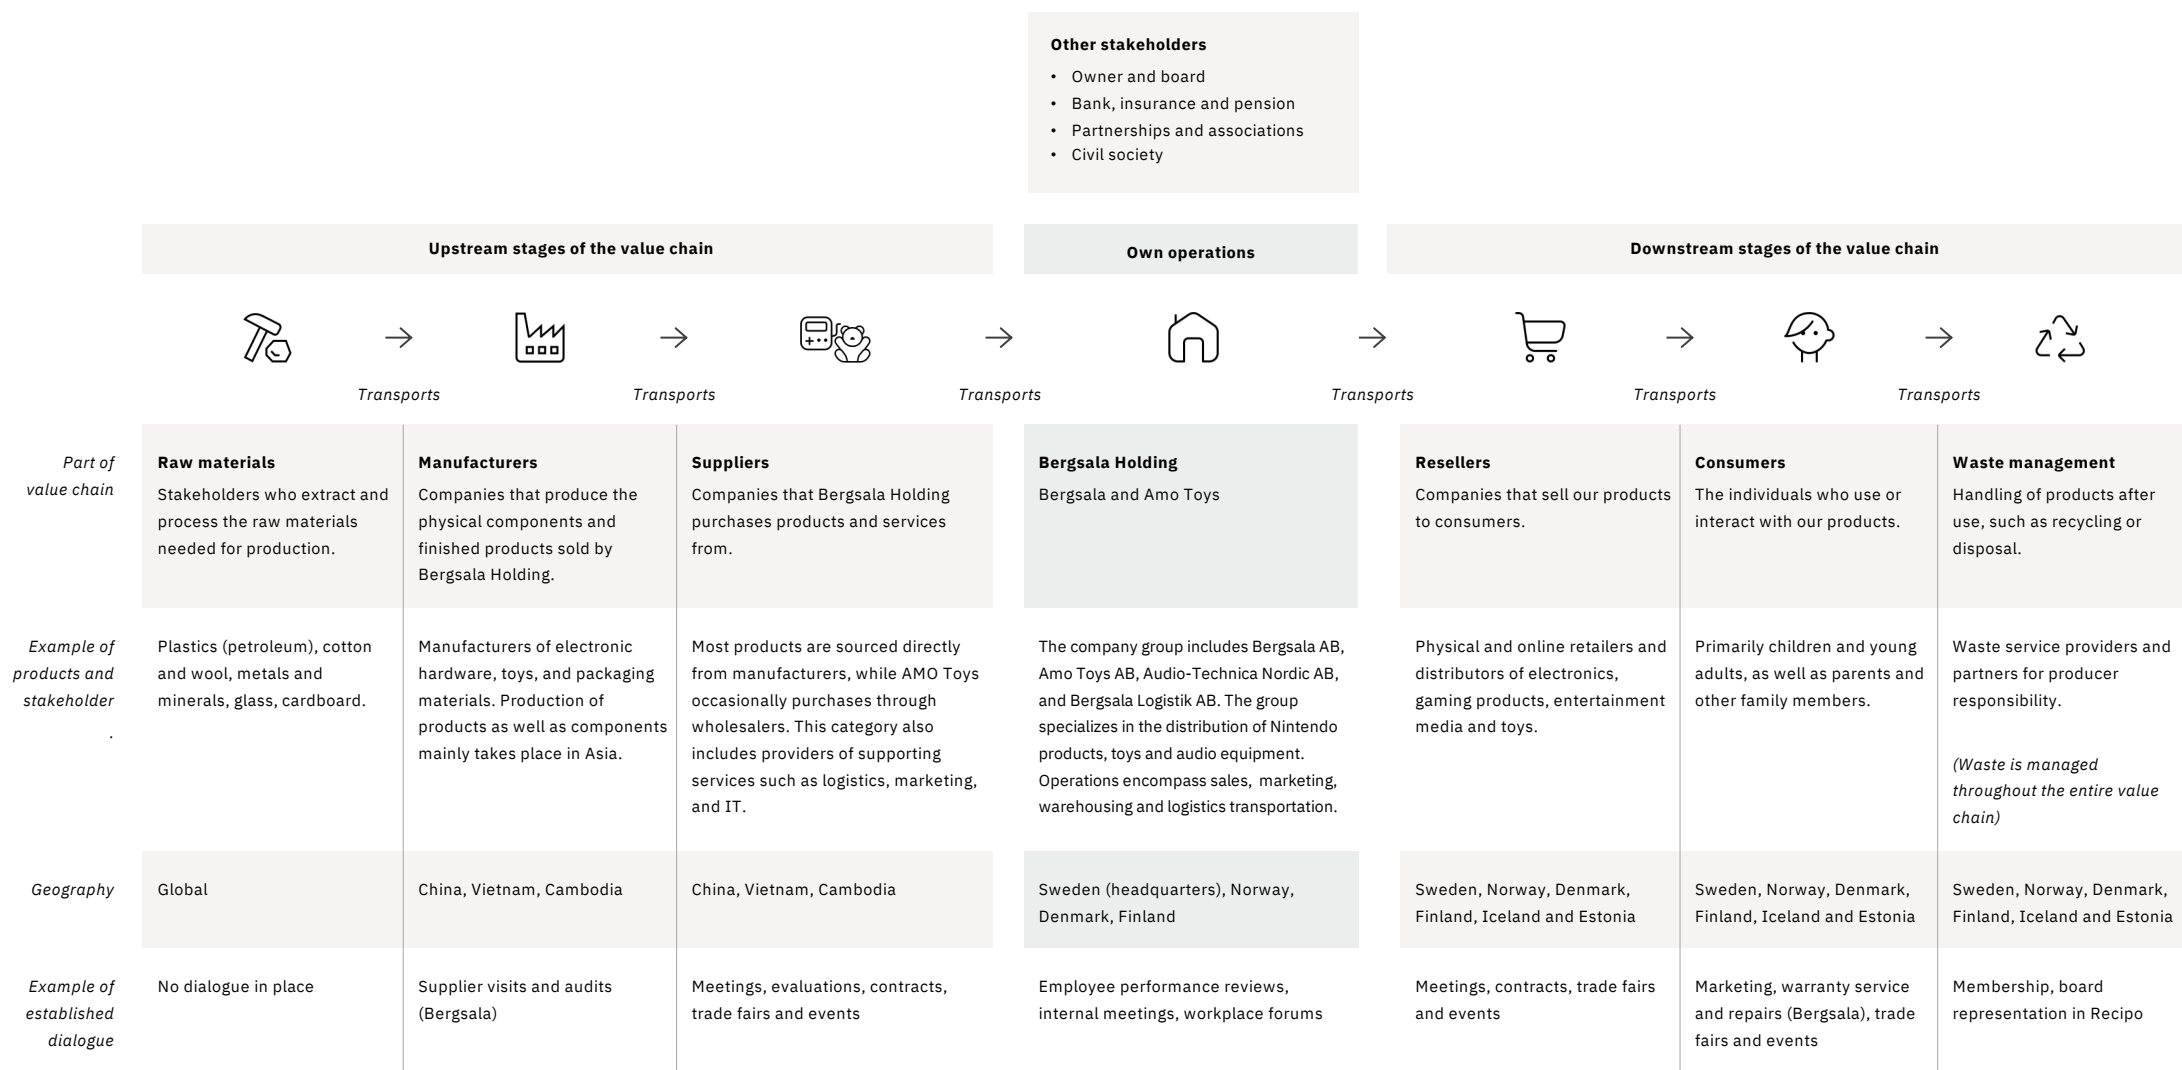 Other stakeholders
• Owner and board
• Bank, insurance and pension
• Partnerships and associations
• Civil society
Upstream stages of the value chain
Own operations
Downstream stages of the value chain
Transports
Transports
Transports
Transports
Transports
Transports
Part of
value chain
Raw materials
Stakeholders who extract and
process the raw materials
needed for production.
Manufacturers
Companies that produce the
physical components and
finished products sold by
Bergsala Holding.
Suppliers
Companies that Bergsala Holding
purchases products and services
from.
Bergsala Holding
Bergsala and Amo Toys
Resellers
Companies that sell our products
to consumers.
Consumers
The individuals who use or
interact with our products.
Waste management
Handling of products after
use, such as recycling or
disposal.
Example of
products and
stakeholder
.
Plastics (petroleum), cotton
and wool, metals and
minerals, glass, cardboard.
Manufacturers of electronic
hardware, toys, and packaging
materials. Production of
products as well as components
mainly takes place in Asia.
Most products are sourced directly
from manufacturers, while AMO Toys
occasionally purchases through
wholesalers. This category also
includes providers of supporting
services such as logistics, marketing,
and IT.
The company group includes Bergsala AB,
Amo Toys AB, Audio-Technica Nordic AB,
and Bergsala Logistik AB. The group
specializes in the distribution of Nintendo
products, toys and audio equipment.
Operations encompass sales, marketing,
warehousing and logistics transportation.
Physical and online retailers and
distributors of electronics,
gaming products, entertainment
media and toys.
Primarily children and young
adults, as well as parents and
other family members.
Waste service providers and
partners for producer
responsibility.
(Waste is managed
throughout the entire value
chain)
Geography
Global
China, Vietnam, Cambodia
China, Vietnam, Cambodia
Sweden (headquarters), Norway,
Denmark, Finland
Sweden, Norway, Denmark,
Finland, Iceland and Estonia
Sweden, Norway, Denmark,
Finland, Iceland and Estonia
Sweden, Norway, Denmark,
Finland, Iceland and Estonia
Example of
established
dialogue
No dialogue in place
Supplier visits and audits
(Bergsala)
Meetings, evaluations, contracts,
trade fairs and events
Employee performance reviews,
internal meetings, workplace forums
Meetings, contracts, trade fairs
and events
Marketing, warranty service
and repairs (Bergsala), trade
fairs and events
Membership, board
representation in Recipo